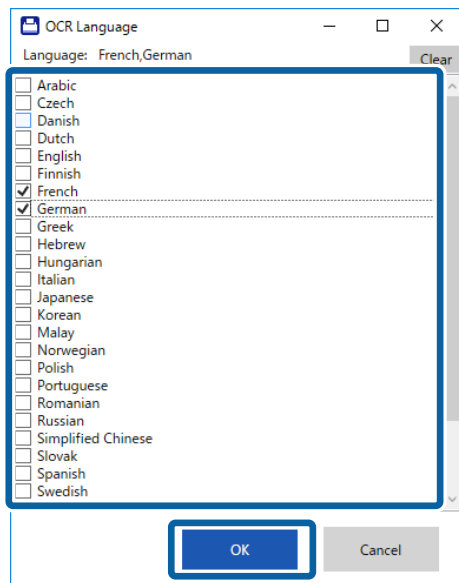 OCR Language
Language: French,German
Clear
Arabic
Czech
Danish
Dutch
English
Finnish
French
German
Greek
Hebrew
Hungarian
Italian
Japanese
Korean
Malay
Norwegian
Polish
Portuguese
Romanian
Russian
Simplified Chinese
Slovak
Spanish
Swedish
OK
Cancel